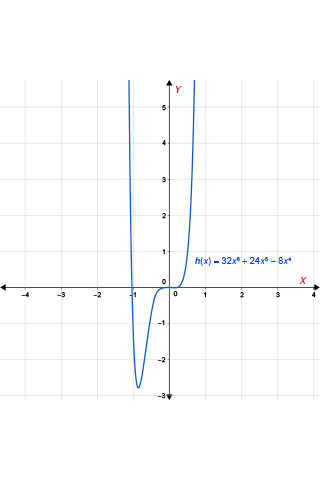 Y
5
4
3
2
1
h(x) = 32x⁶ + 24x⁵ – 8x⁴
0
X
–4 –3 –2 –1 0 1 2 3 4
–1
–2
–3